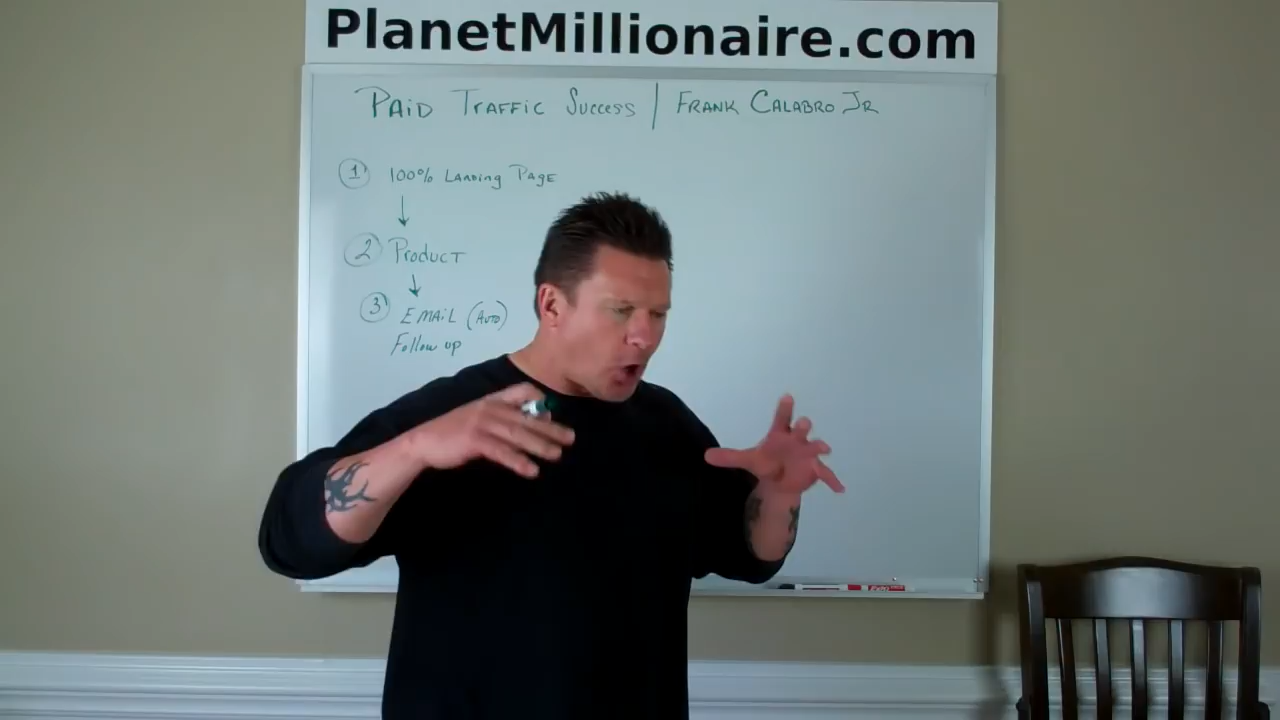 PlanetMillionaire.com
PAID TRAFFIC SUCCESS | FRANK CALABRO JR
1 100% LANDING PAGE
2 PRODUCT
3 EMAIL (AUTO)
Follow up